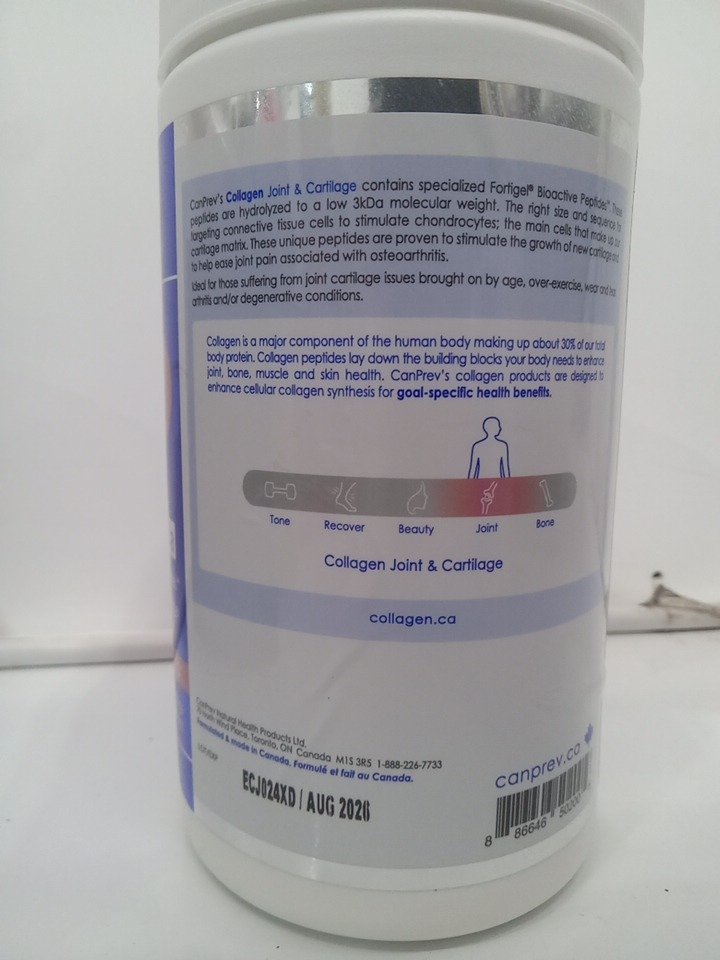 CanPrev's Collagen Joint & Cartilage contains specialized Fortigel® Bioactive Peptides™. These
peptides are hydrolyzed to a low 3kDa molecular weight. The right size and sequence for
targeting connective tissue cells to stimulate chondrocytes; the main cells that make up our
cartilage matrix. These unique peptides are proven to stimulate the growth of new cartilage and
to help ease joint pain associated with osteoarthritis.
Ideal for those suffering from joint cartilage issues brought on by age, over-exercise, wear and tear,
arthritis and/or degenerative conditions.
Collagen is a major component of the human body making up about 30% of our total
body protein. Collagen peptides lay down the building blocks your body needs to enhance
joint, bone, muscle and skin health. CanPrev's collagen products are designed to
enhance cellular collagen synthesis for goal-specific health benefits.
Tone Recover Beauty Joint Bone
Collagen Joint & Cartilage
collagen.ca
CanPrev Natural Health Products Ltd.
70 North Wind Place, Toronto, ON Canada M1S 3R5 1-888-226-7733
Formulated & made in Canada. Formulé et fait au Canada.
ECJ024XD / AUG 2026
canprev.ca
8 86646